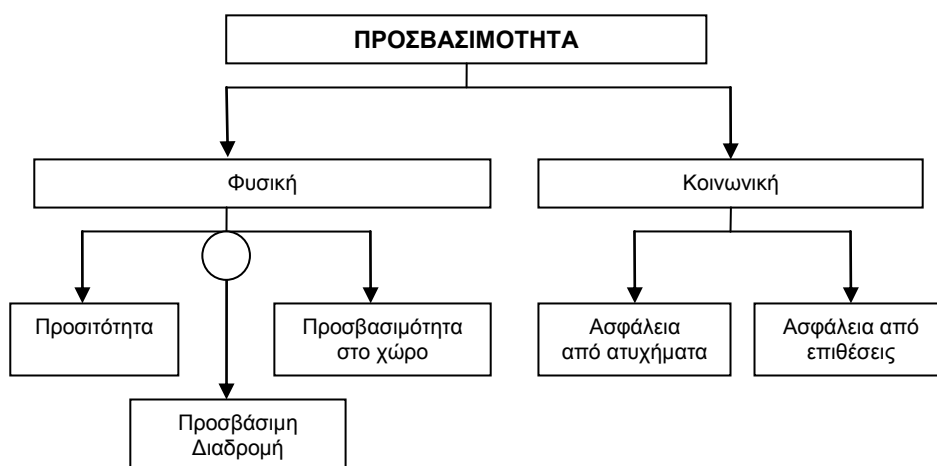 ΠΡΟΣΒΑΣΙΜΟΤΗΤΑ
Φυσική
Κοινωνική
Προσιτότητα
Προσβασιμότητα
στο χώρο
Ασφάλεια
από ατυχήματα
Ασφάλεια από
επιθέσεις
Προσβάσιμη
Διαδρομή